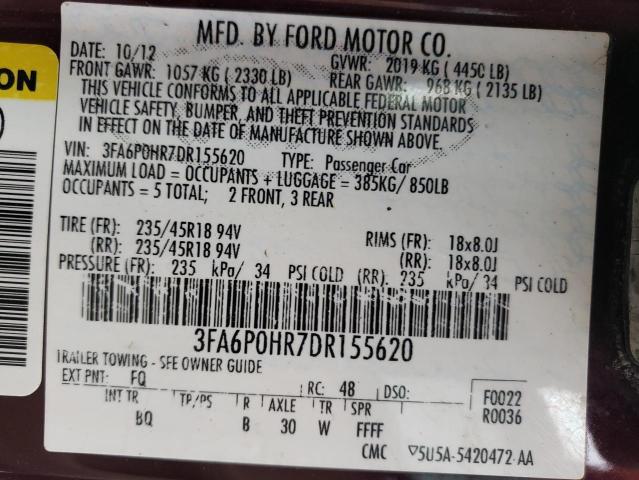 MFD. BY FORD MOTOR CO.
DATE: 10/12 GVWR: 2019 KG ( 4450 LB)
FRONT GAWR: 1057 KG ( 2330 LB) REAR GAWR: 968 KG ( 2135 LB)
THIS VEHICLE CONFORMS TO ALL APPLICABLE FEDERAL MOTOR
VEHICLE SAFETY, BUMPER, AND THEFT PREVENTION STANDARDS
IN EFFECT ON THE DATE OF MANUFACTURE SHOWN ABOVE.
VIN: 3FA6P0HR7DR155620 TYPE: Passenger Car
MAXIMUM LOAD = OCCUPANTS + LUGGAGE = 385KG/ 850LB
OCCUPANTS = 5 TOTAL; 2 FRONT, 3 REAR
TIRE (FR): 235/45R18 94V RIMS (FR): 18x8.0J
(RR): 235/45R18 94V (RR): 18x8.0J
PRESSURE (FR): 235 kPa/ 34 PSI COLD (RR): 235 kPa/ 34 PSI COLD
3FA6P0HR7DR155620
TRAILER TOWING - SEE OWNER GUIDE
EXT PNT: FQ RC: 48 DSO: F0022
INT TR TP/PS R AXLE TR SPR R0036
BQ B 30 W FFFF
CMC 5U5A-5420472-AA
ON